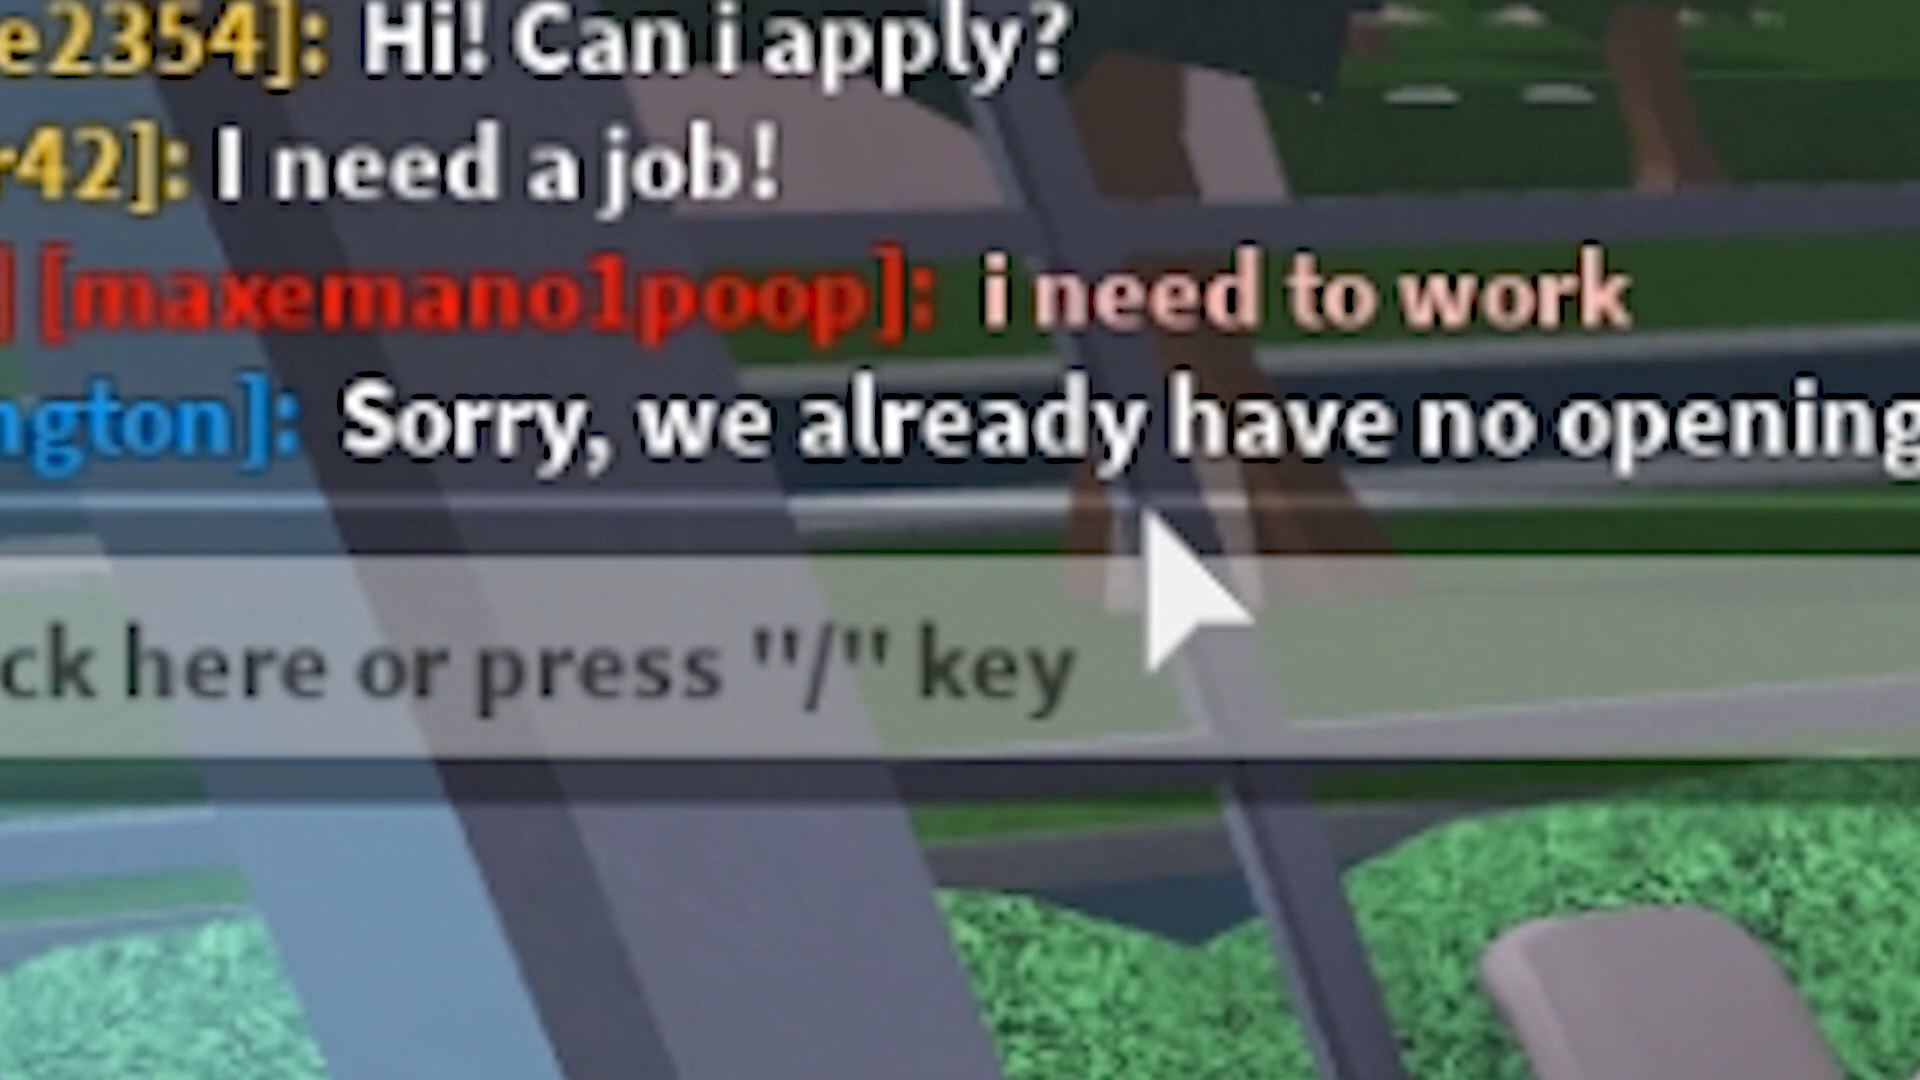 e2354]: Hi! Can i apply?
r42]: I need a job!
] [maxemano1poop]: i need to work
ngton]: Sorry, we already have no opening
ck here or press "/" key